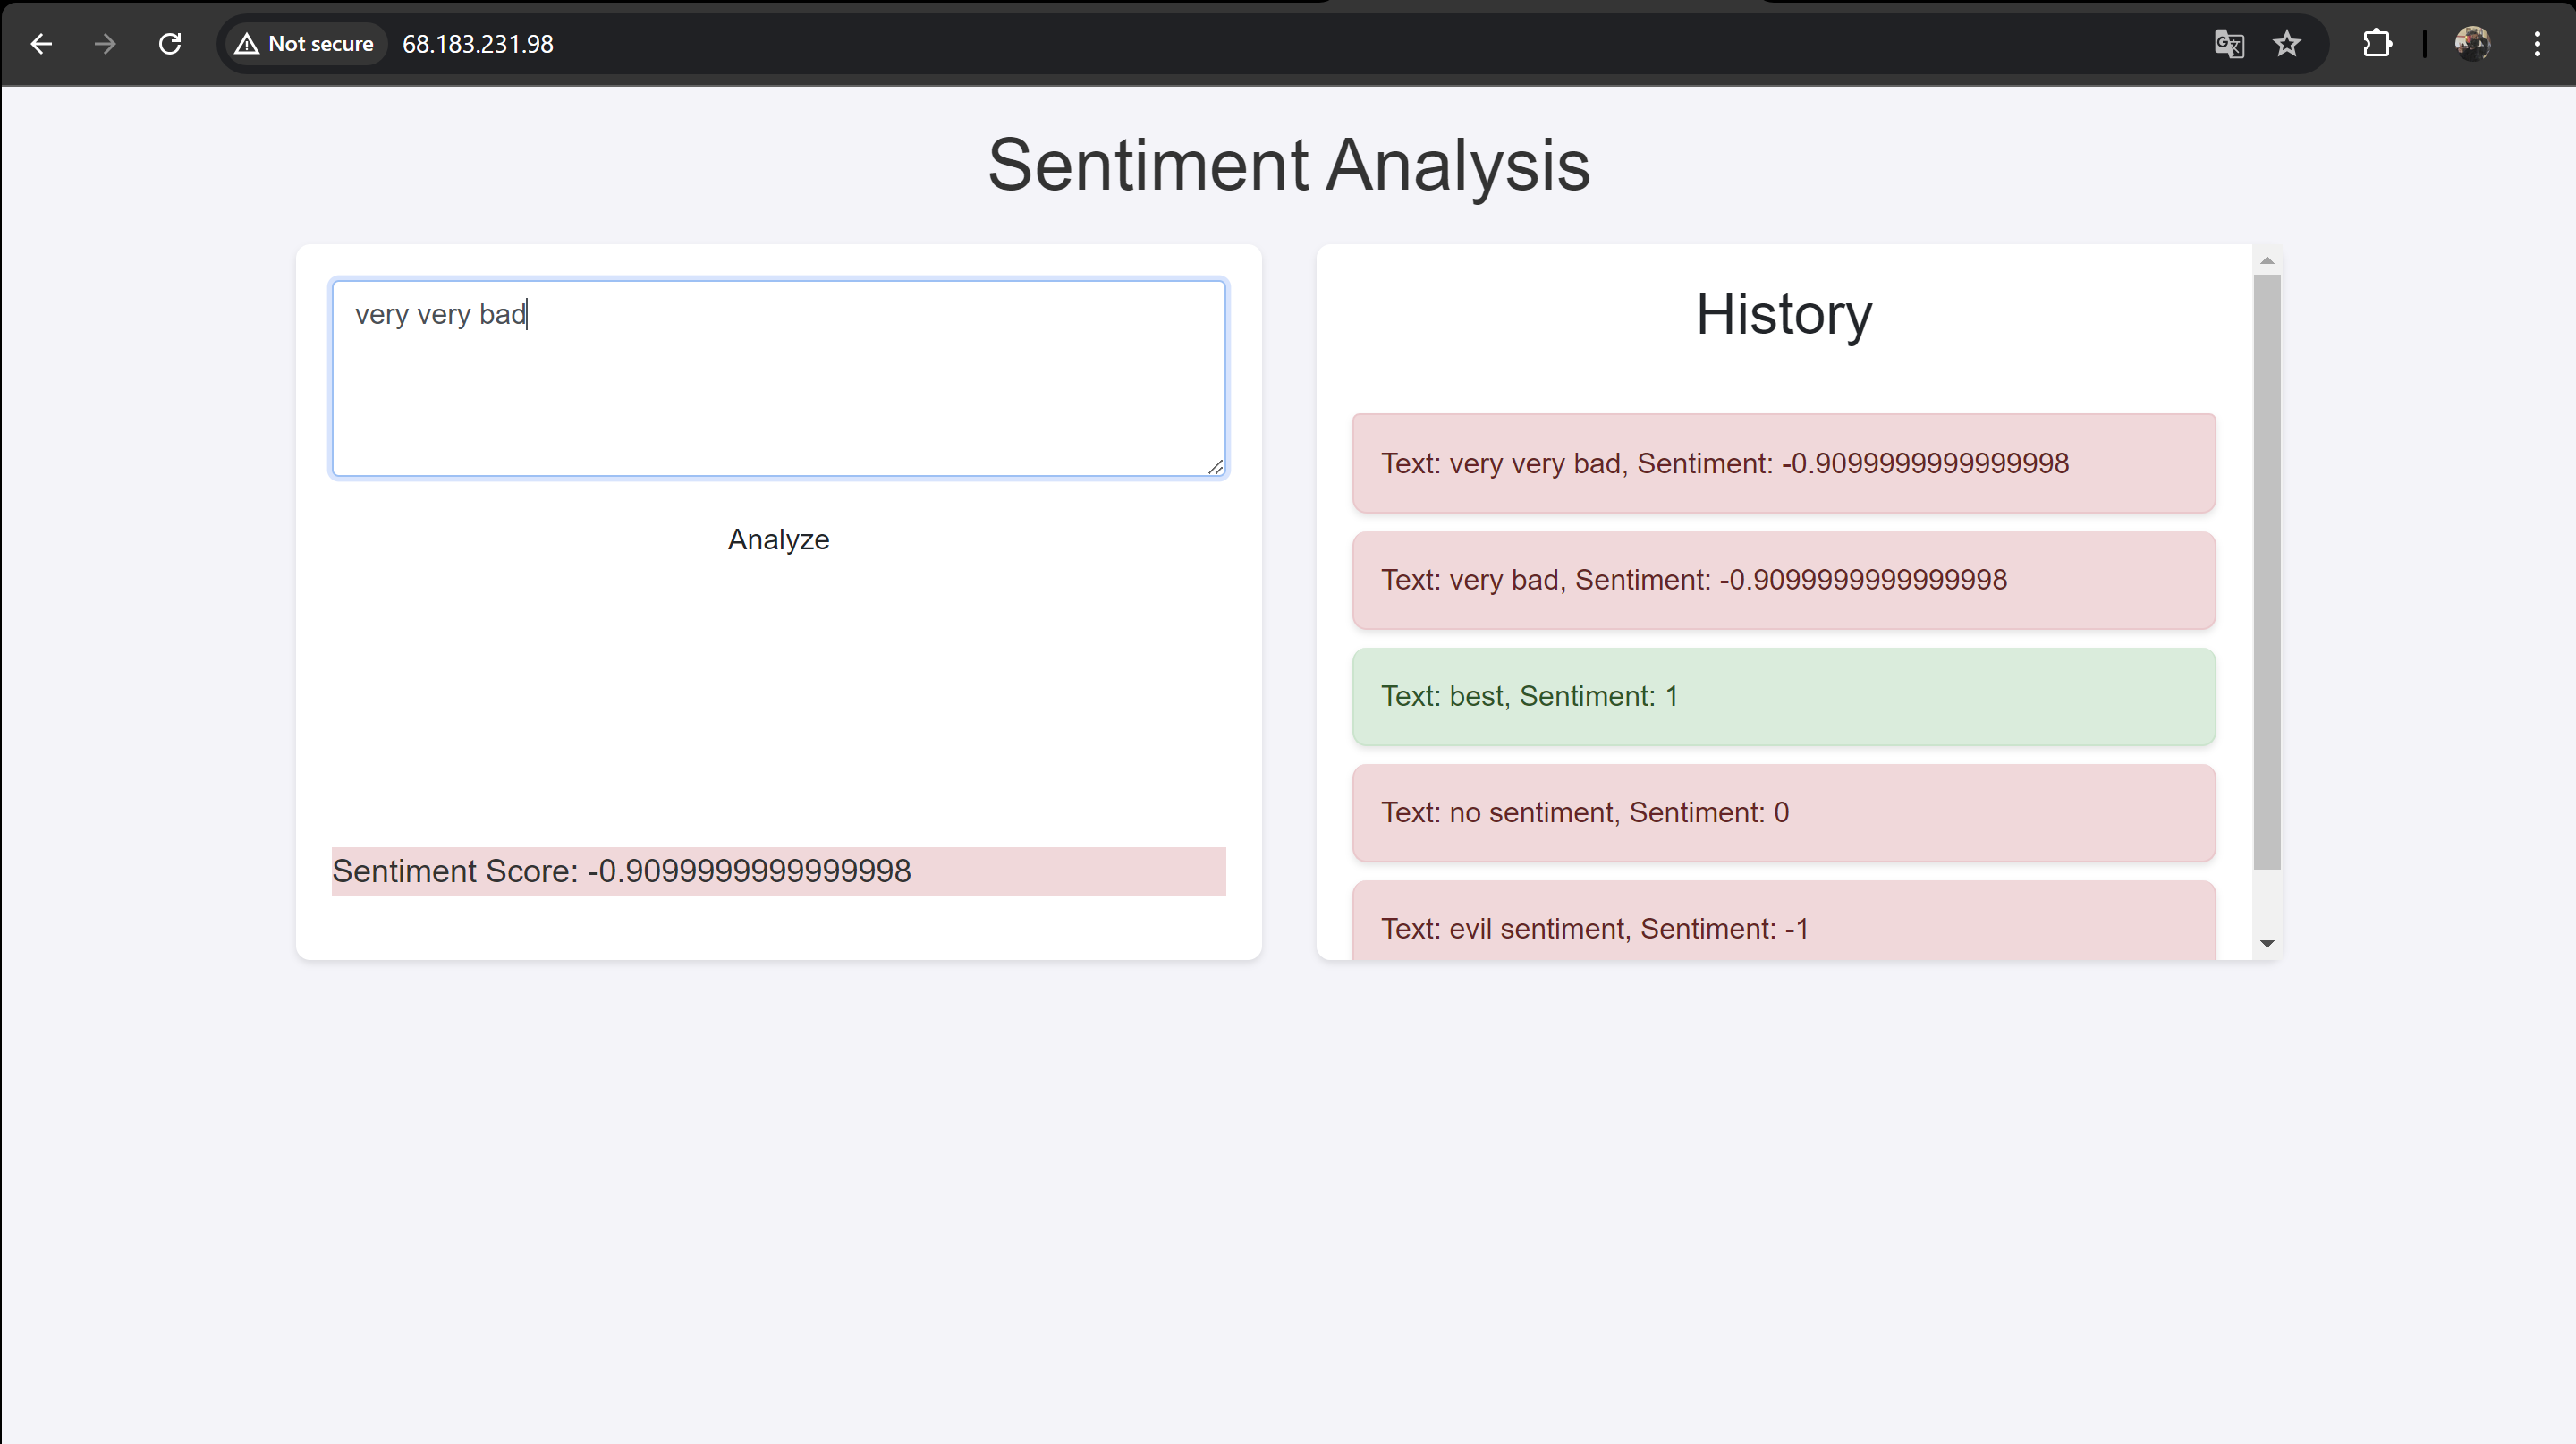 Not secure 68.183.231.98
Sentiment Analysis
very very bad
Analyze
Sentiment Score: -0.9099999999999998
History
Text: very very bad, Sentiment: -0.9099999999999998
Text: very bad, Sentiment: -0.9099999999999998
Text: best, Sentiment: 1
Text: no sentiment, Sentiment: 0
Text: evil sentiment, Sentiment: -1